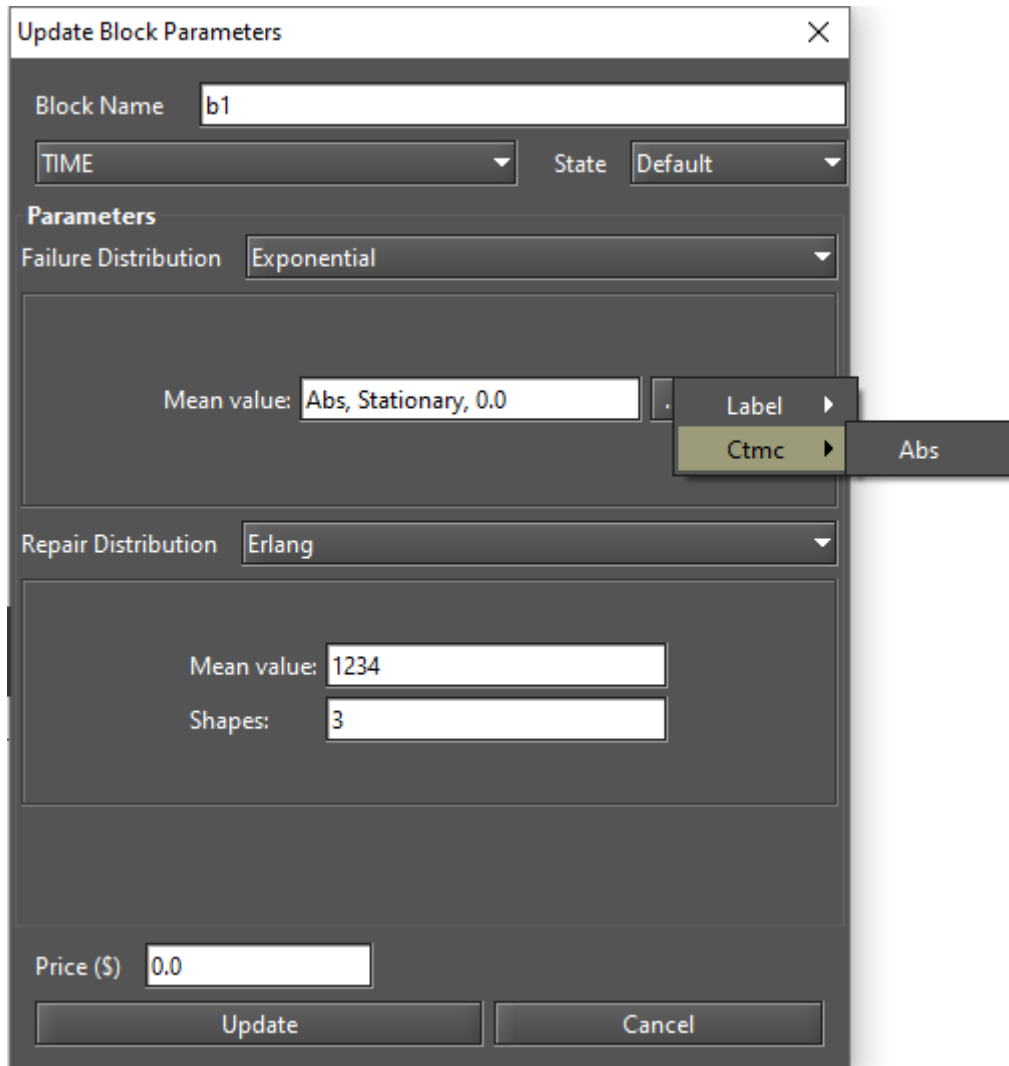 Update Block Parameters
Block Name b1
TIME State Default
Parameters
Failure Distribution Exponential
Mean value: Abs, Stationary, 0.0 .
Label
Ctmc Abs
Repair Distribution Erlang
Mean value: 1234
Shapes: 3
Price ($) 0.0
Update Cancel